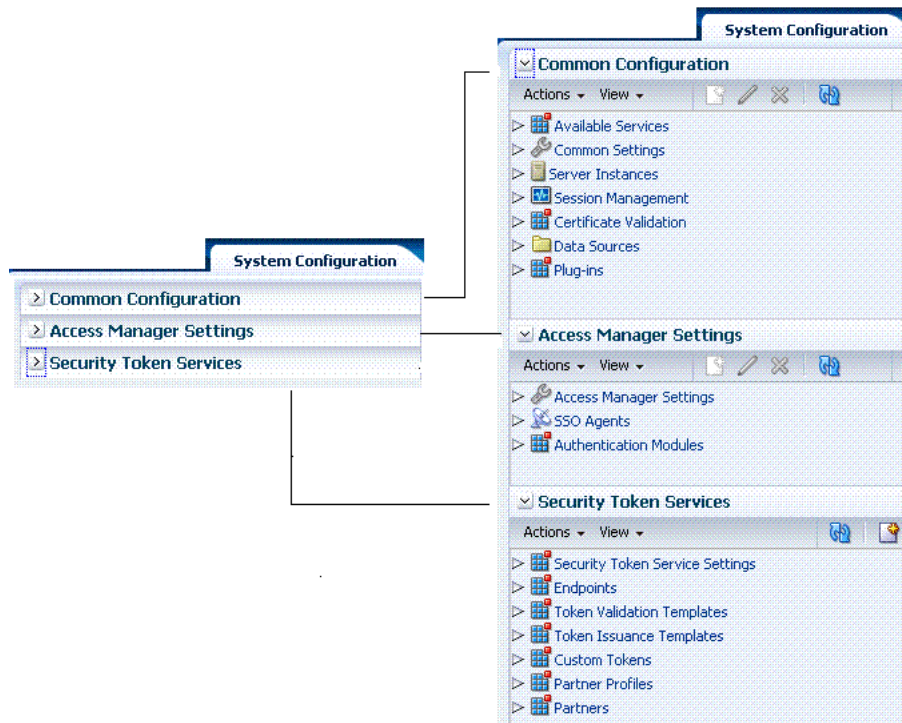 System Configuration
Common Configuration
Access Manager Settings
Security Token Services
System Configuration
Common Configuration
Actions View
Available Services
Common Settings
Server Instances
Session Management
Certificate Validation
Data Sources
Plug-ins
Access Manager Settings
Actions View
Access Manager Settings
SSO Agents
Authentication Modules
Security Token Services
Actions View
Security Token Service Settings
Endpoints
Token Validation Templates
Token Issuance Templates
Custom Tokens
Partner Profiles
Partners